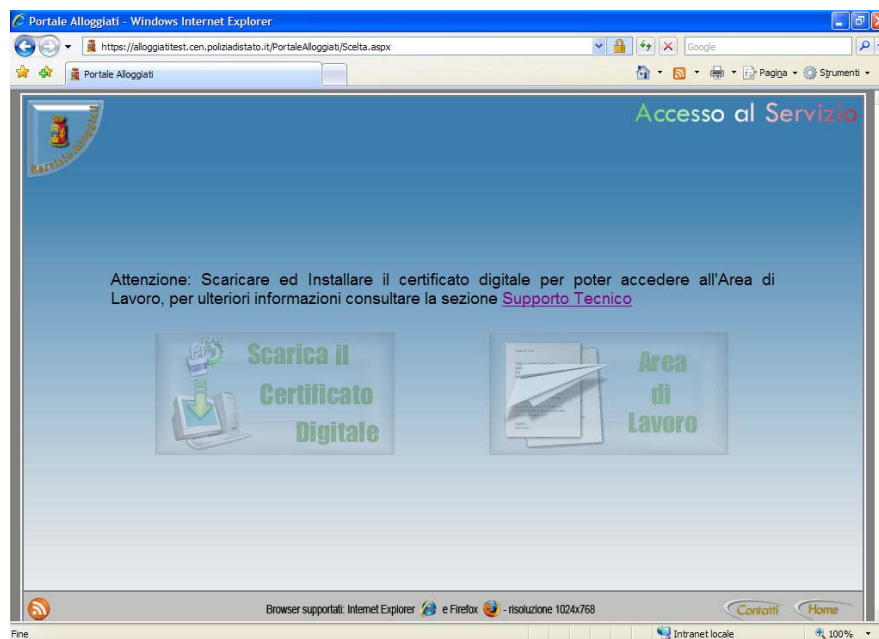 Portale Alloggiati - Windows Internet Explorer
https://alloggiatitest.cen.poliziadistato.it/PortaleAlloggiati/Scelta.aspx
Google
Portale Alloggiati
Pagina
Strumenti
Accesso al Servizio
Servizio Alloggiati
Attenzione: Scaricare ed Installare il certificato digitale per poter accedere all'Area di
Lavoro, per ulteriori informazioni consultare la sezione Supporto Tecnico
Scarica il
Certificato
Digitale
Area
di
Lavoro
Browser supportati: Internet Explorer e Firefox - risoluzione 1024x768
Contatti
Home
Fine
Intranet locale
100%